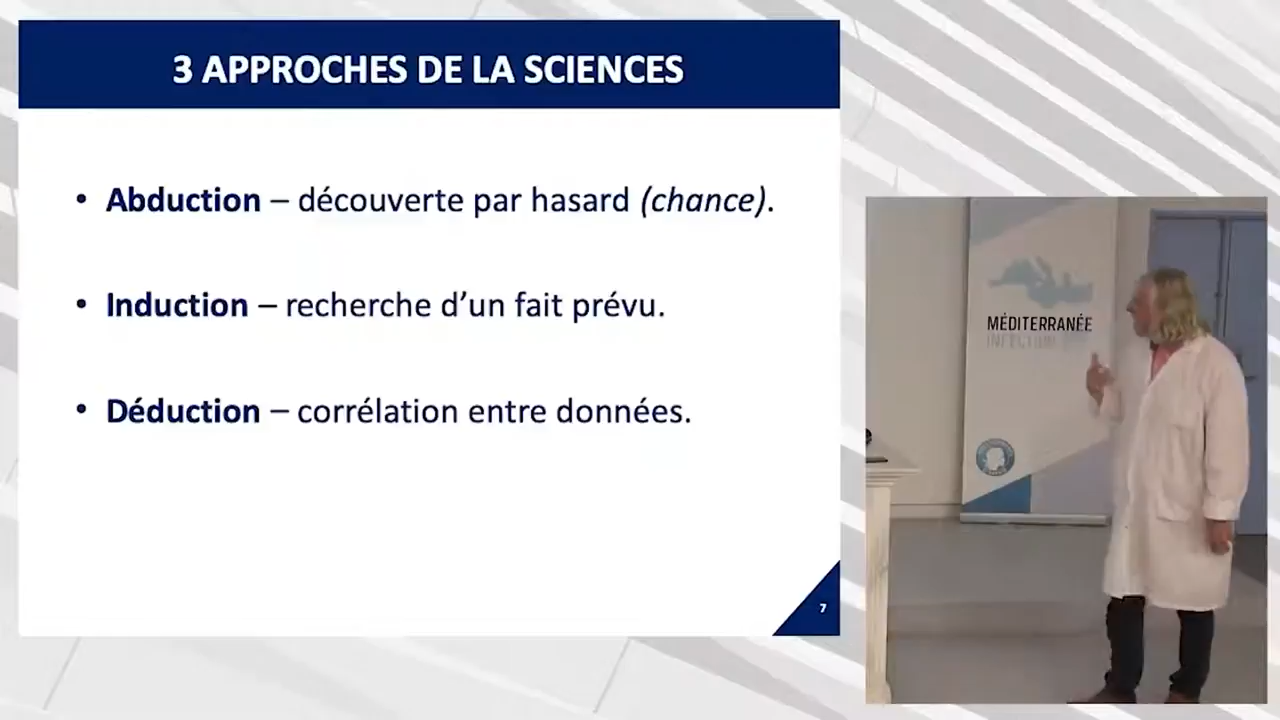 3 APPROCHES DE LA SCIENCES
• Abduction – découverte par hasard (chance).
• Induction – recherche d’un fait prévu.
• Déduction – corrélation entre données.
7
MÉDITERRANÉE
INFECTION